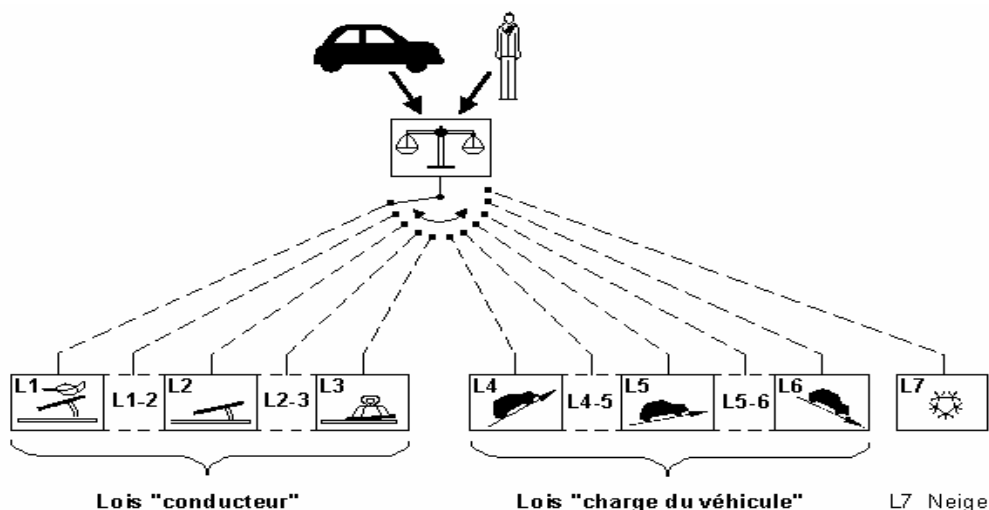 L1 L1-2 L2 L2-3 L3 L4 L4-5 L5 L5-6 L6 L7
Lois "conducteur" Lois "charge du véhicule" L7 Neige